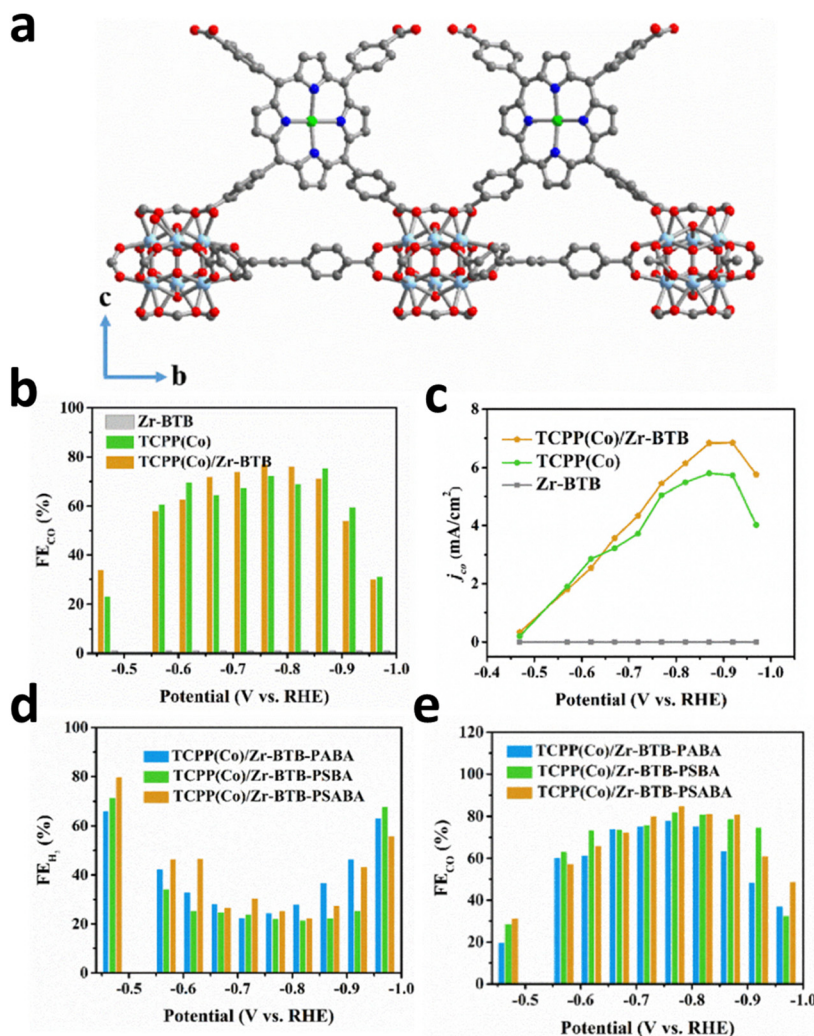 a
c
b
b
100
80
60
40
20
0
FE_CO (%)
Zr-BTB
TCPP(Co)
TCPP(Co)/Zr-BTB
-0.5 -0.6 -0.7 -0.8 -0.9 -1.0
Potential (V vs. RHE)
c
8
6
4
2
0
j_co (mA/cm²)
TCPP(Co)/Zr-BTB
TCPP(Co)
Zr-BTB
-0.4 -0.5 -0.6 -0.7 -0.8 -0.9 -1.0
Potential (V vs. RHE)
d
100
80
60
40
20
0
FE_H₂ (%)
TCPP(Co)/Zr-BTB-PABA
TCPP(Co)/Zr-BTB-PSBA
TCPP(Co)/Zr-BTB-PSABA
-0.5 -0.6 -0.7 -0.8 -0.9 -1.0
Potential (V vs. RHE)
e
120
100
80
60
40
20
0
FE_CO (%)
TCPP(Co)/Zr-BTB-PABA
TCPP(Co)/Zr-BTB-PSBA
TCPP(Co)/Zr-BTB-PSABA
-0.5 -0.6 -0.7 -0.8 -0.9 -1.0
Potential (V vs. RHE)